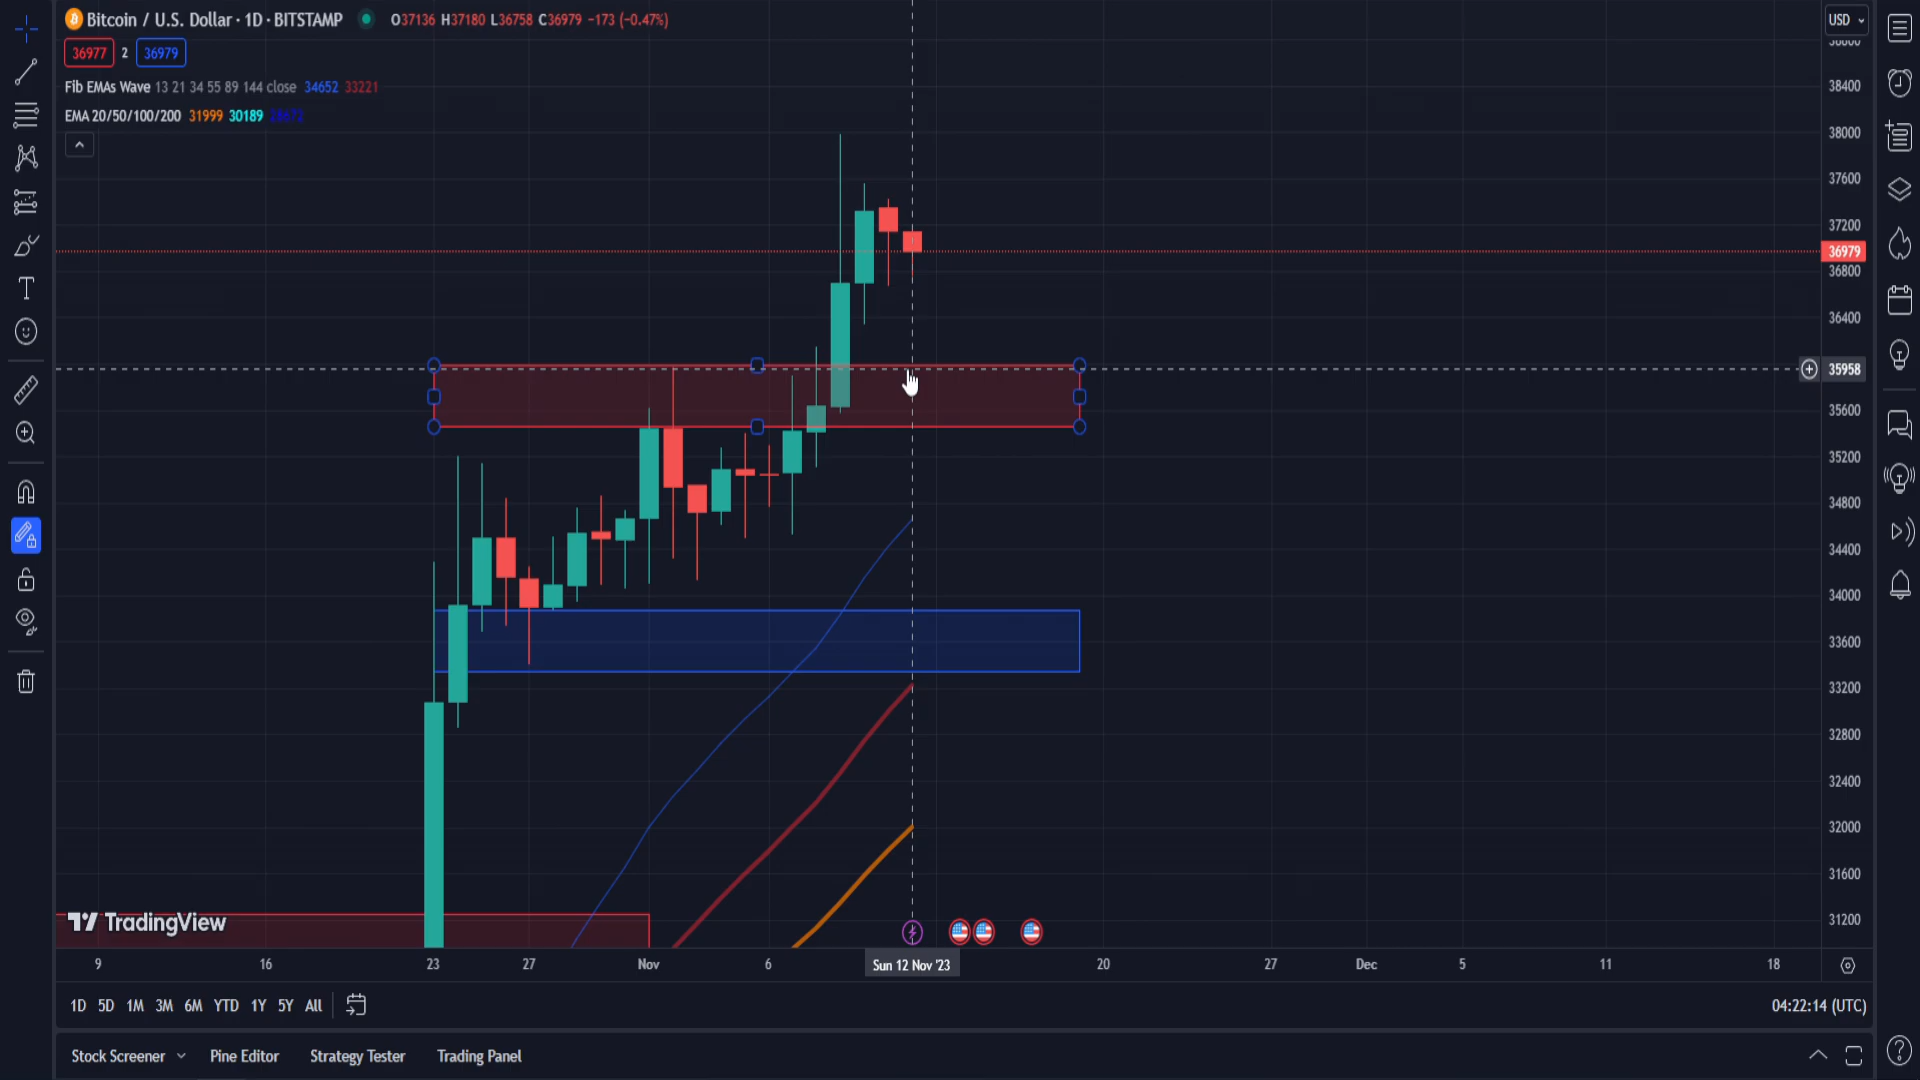 Bitcoin / U.S. Dollar · 1D · BITSTAMP O37136 H37180 L36758 C36979 −173 (−0.47%)
USD
36977 2 36979
Fib EMAs Wave 13 21 34 55 89 144 close 34652 33221
EMA 20/50/100/200 31999 30189
38400
38000
37600
37200
36979
36800
36400
35958
35600
35200
34800
34400
34000
33600
33200
32800
32400
32000
31600
31200
TradingView
9 16 23 27 Nov 6 Sun 12 Nov '23 20 27 Dec 5 11 18
1D 5D 1M 3M 6M YTD 1Y 5Y All
04:22:14 (UTC)
Stock Screener Pine Editor Strategy Tester Trading Panel